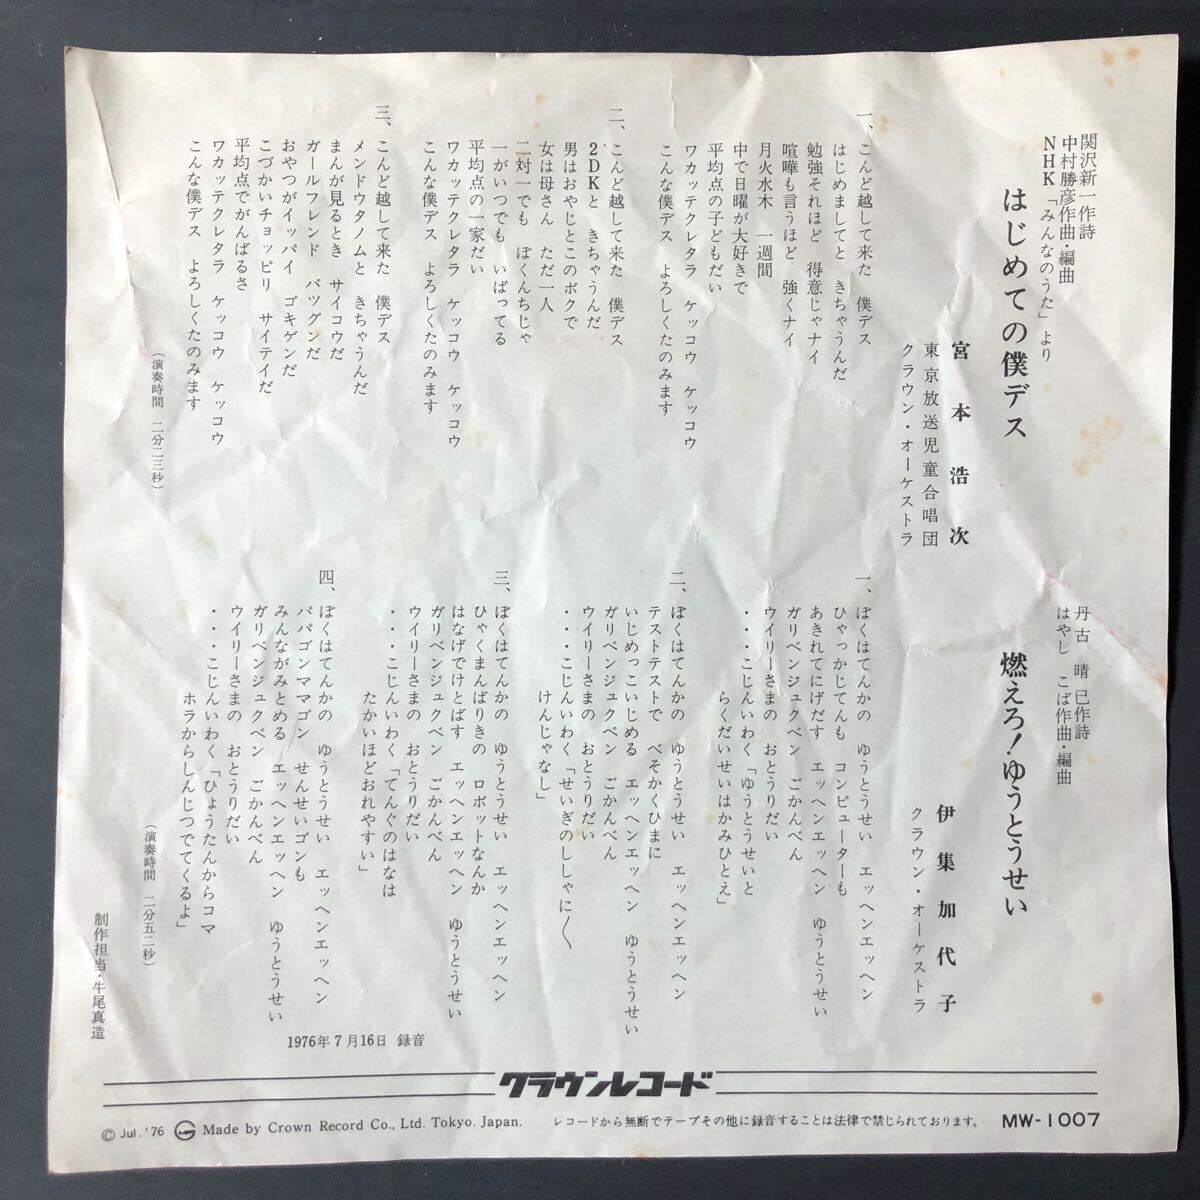 関沢新一作詩
中村勝彦作曲・編曲
NHK「みんなのうた」より
はじめての僕デス
宮本浩次
東京放送児童合唱団
クラウン・オーケストラ
一、こんど越して来た 僕デス
はじめましてと きちゃうんだ
勉強それほど 得意じゃナイ
喧嘩も言うほど 強くナイ
月火水木 一週間
中で日曜が大好きで
平均点の子どもだい
ワカッテクレタラ ケッコウ ケッコウ
こんな僕デス よろしくたのみます
二、こんど越して来た 僕デス
2DKと きちゃうんだ
男はおやじとこのボクで
女は母さん ただ一人
二対一でも ぼくんちじゃ
一がいつでも いばってる
平均点の一家だい
ワカッテクレタラ ケッコウ ケッコウ
こんな僕デス よろしくたのみます
三、こんど越して来た 僕デス
メンドウタノムと きちゃうんだ
まんが見るとき サイコウだ
ガールフレンド バツグンだ
おやつがイッパイ ゴキゲンだ
こづかいチョッピリ サイテイだ
平均点でがんばるさ
ワカッテクレタラ ケッコウ ケッコウ
こんな僕デス よろしくたのみます
(演奏時間 二分二三秒)
丹古晴已作詩
はやし こば作曲・編曲
燃えろ!ゆうとうせい
伊集加代子
クラウン・オーケストラ
一、ぼくはてんかの ゆうとうせい エッヘンエッヘン
ひゃっかじてんも コンピューターも
あきれてにげだす エッヘンエッヘン ゆうとうせい
ガリベンジュクベン ごかんべん
ウイリーさまの おとうりだい
・・・こじんいわく「ゆうとうせいと
らくだいせいはかみひとえ」
二、ぼくはてんかの ゆうとうせい エッヘンエッヘン
テストテストで べそかくひまに
いじめっこいじめる エッヘンエッヘン ゆうとうせい
ガリベンジュクベン ごかんべん
ウイリーさまの おとうりだい
・・・こじんいわく「せいぎのししゃに〱
けんじゃなし」
三、ぼくはてんかの ゆうとうせい エッヘンエッヘン
ひゃくまんばりきの ロボットなんか
はなげでけとばす エッヘンエッヘン ゆうとうせい
ガリベンジュクベン ごかんべん
ウイリーさまの おとうりだい
・・・こじんいわく「てんぐのはなは
たかいほどおれやすい」
四、ぼくはてんかの ゆうとうせい エッヘンエッヘン
パパゴンママゴン せんせいゴンも
みんながみとめる エッヘンエッヘン ゆうとうせい
ガリベンジュクベン ごかんべん
ウイリーさまの おとうりだい
・・・こじんいわく「ひょうたんからコマ
ホラからしんじつでてくるよ」
(演奏時間 二分五二秒)
制作担当・牛尾真造
1976年7月16日 録音
クラウンレコード
© Jul. '76 Made by Crown Record Co., Ltd. Tokyo. Japan. レコードから無断でテープその他に録音することは法律で禁じられております。 MW-1007